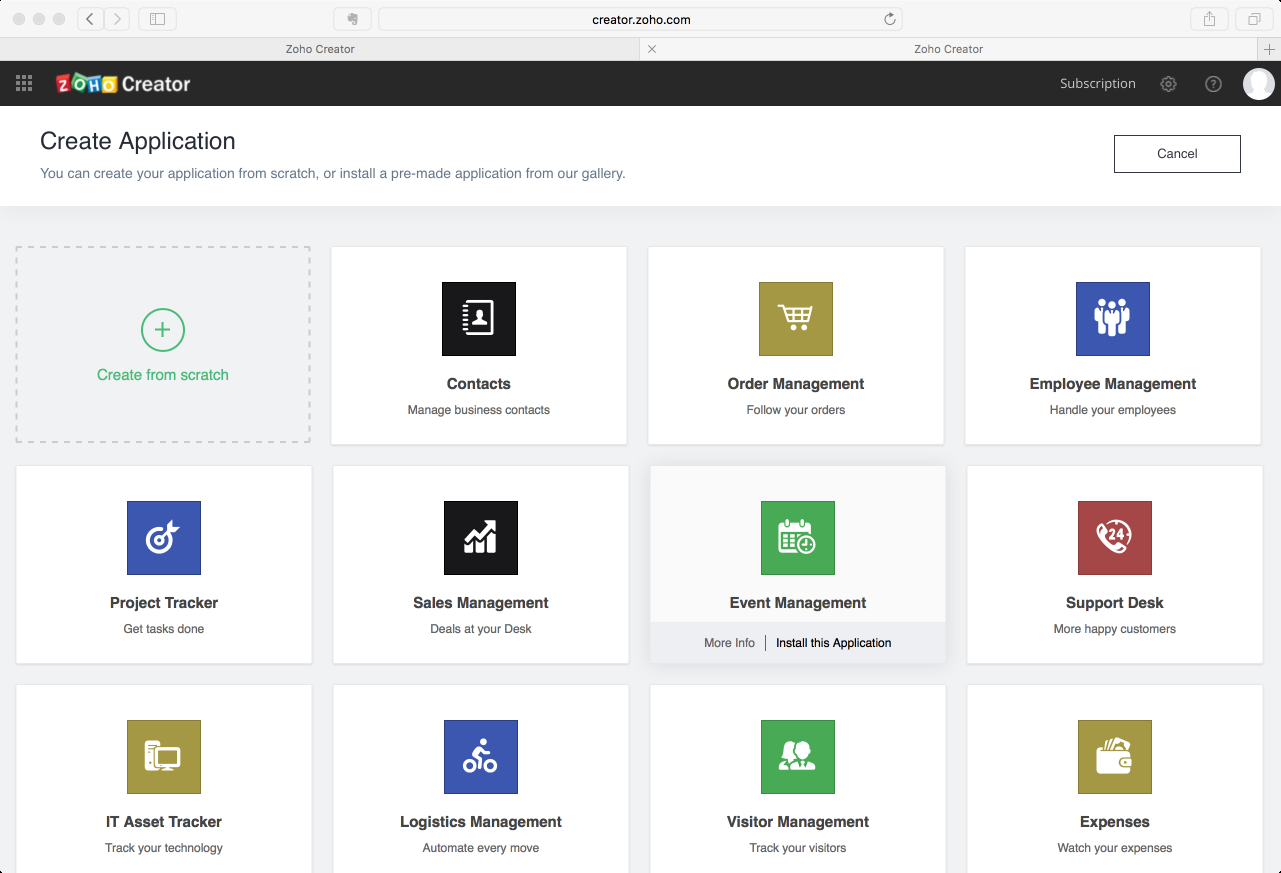 creator.zoho.com
Zoho Creator
Zoho Creator
ZOHO Creator
Subscription
Create Application
You can create your application from scratch, or install a pre-made application from our gallery.
Cancel
Create from scratch
Contacts
Manage business contacts
Order Management
Follow your orders
Employee Management
Handle your employees
Project Tracker
Get tasks done
Sales Management
Deals at your Desk
Event Management
More Info
Install this Application
24
Support Desk
More happy customers
IT Asset Tracker
Track your technology
Logistics Management
Automate every move
Visitor Management
Track your visitors
Expenses
Watch your expenses